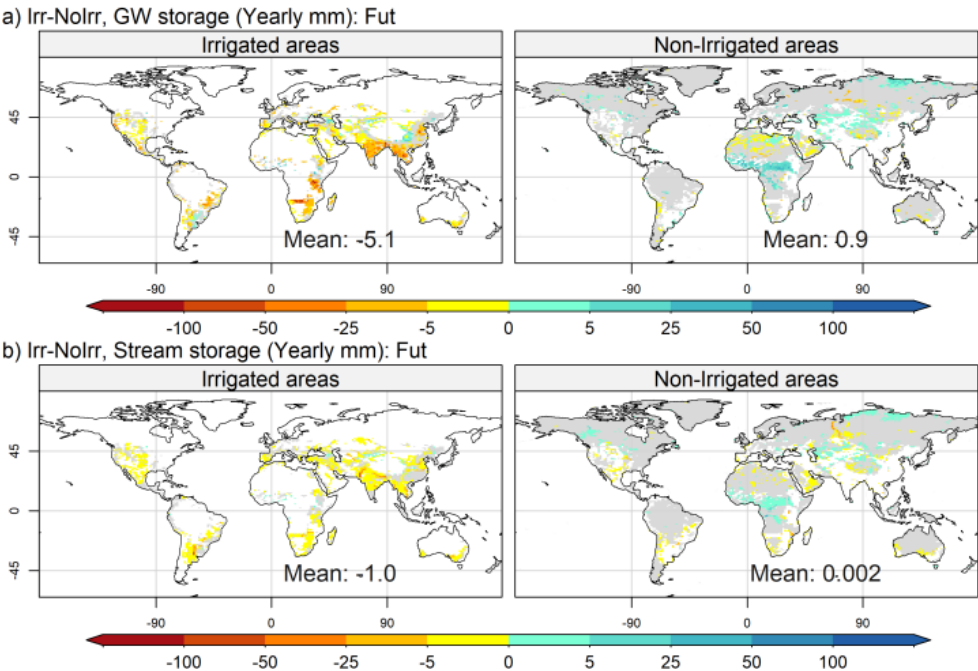 a) Irr-NoIrr, GW storage (Yearly mm): Fut
Irrigated areas
Non-Irrigated areas
45
0
-45
Mean: -5.1
Mean: 0.9
-90 0 90 -90 0 90
-100 -50 -25 -5 0 5 25 50 100
b) Irr-NoIrr, Stream storage (Yearly mm): Fut
Irrigated areas
Non-Irrigated areas
45
0
-45
Mean: -1.0
Mean: 0.002
-90 0 90 -90 0 90
-100 -50 -25 -5 0 5 25 50 100